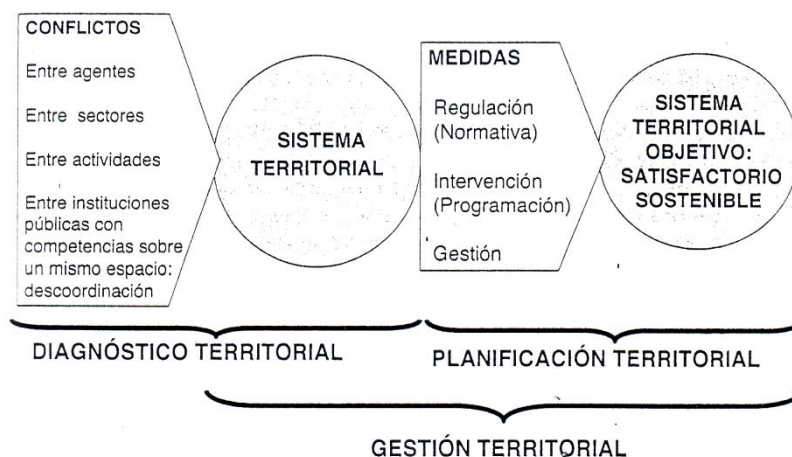 CONFLICTOS
Entre agentes
Entre sectores
Entre actividades
Entre instituciones
públicas con
competencias sobre
un mismo espacio:
descoordinación
SISTEMA
TERRITORIAL
MEDIDAS
Regulación
(Normativa)
Intervención
(Programación)
Gestión
SISTEMA
TERRITORIAL
OBJETIVO:
SATISFACTORIO
SOSTENIBLE
DIAGNÓSTICO TERRITORIAL
PLANIFICACIÓN TERRITORIAL
GESTIÓN TERRITORIAL